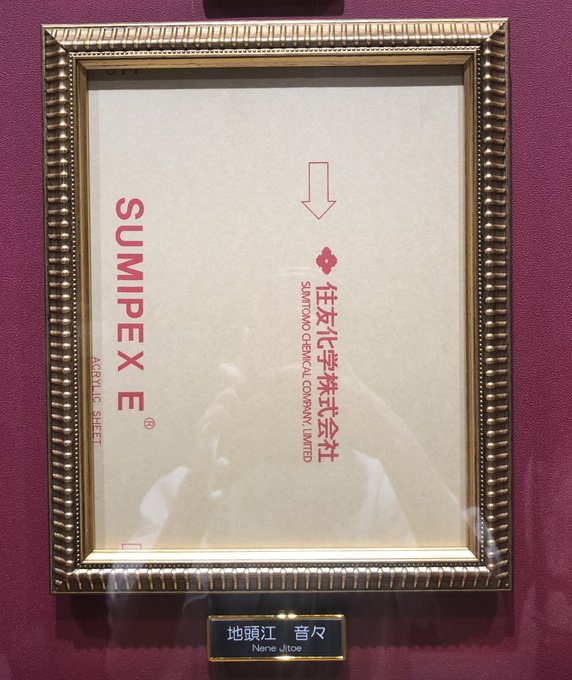 住友化学株式会社
SUMITOMO CHEMICAL COMPANY, LIMITED
SUMIPEX E®
ACRYLIC SHEET
地頭江 音々
Nene Jitoe